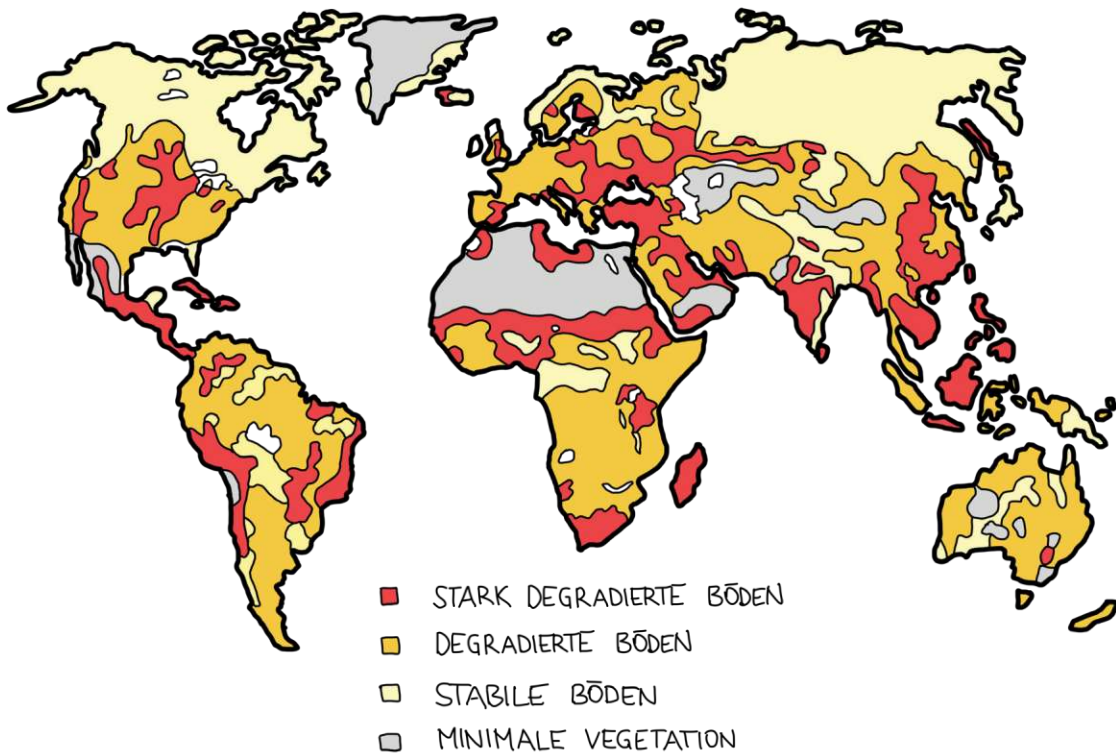 STARK DEGRADIERTE BÖDEN
DEGRADIERTE BÖDEN
STABILE BÖDEN
MINIMALE VEGETATION